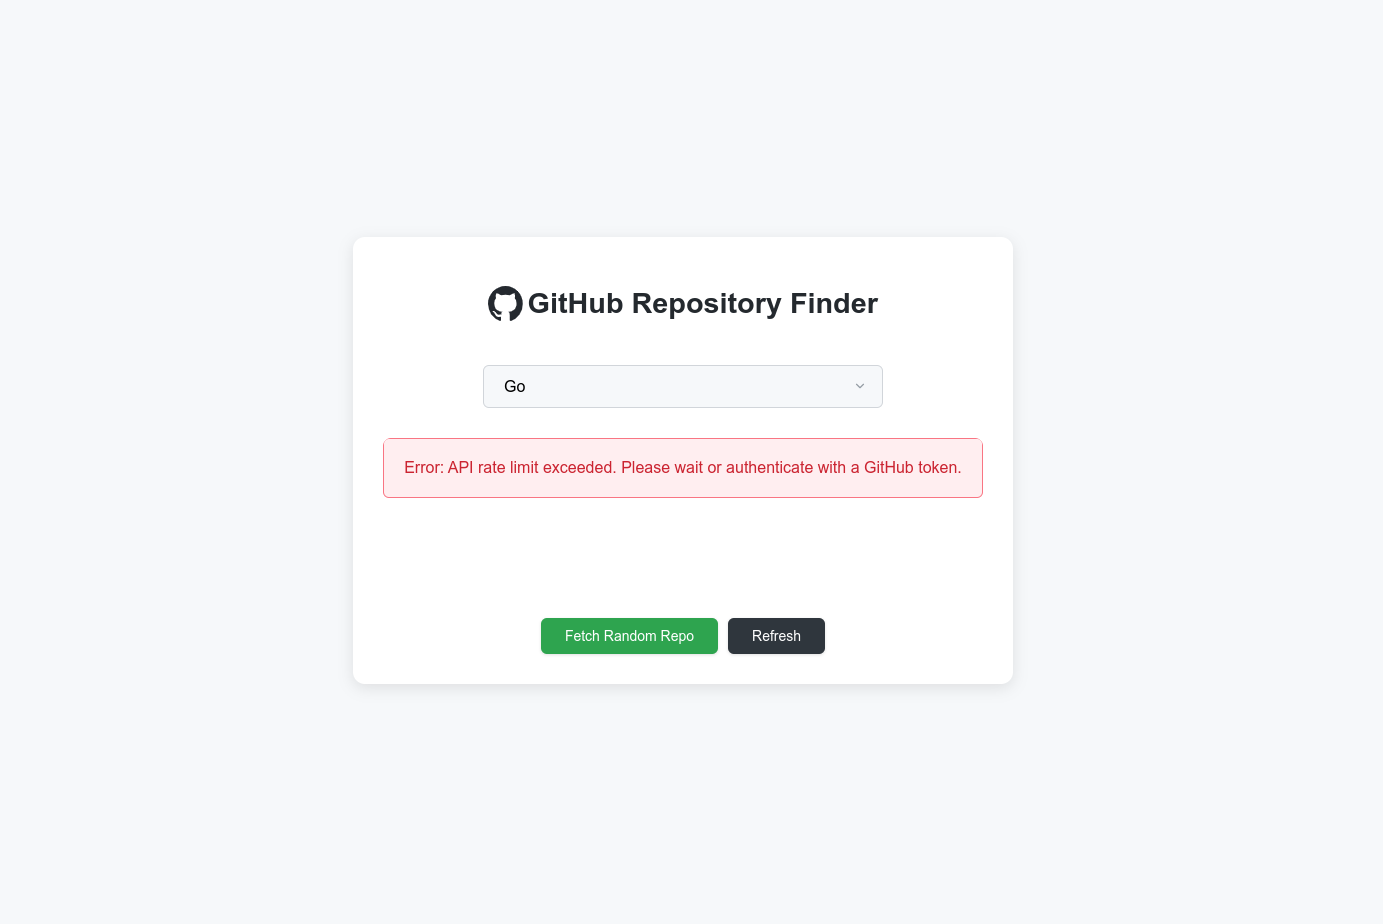 GitHub Repository Finder
Go
Error: API rate limit exceeded. Please wait or authenticate with a GitHub token.
Fetch Random Repo
Refresh